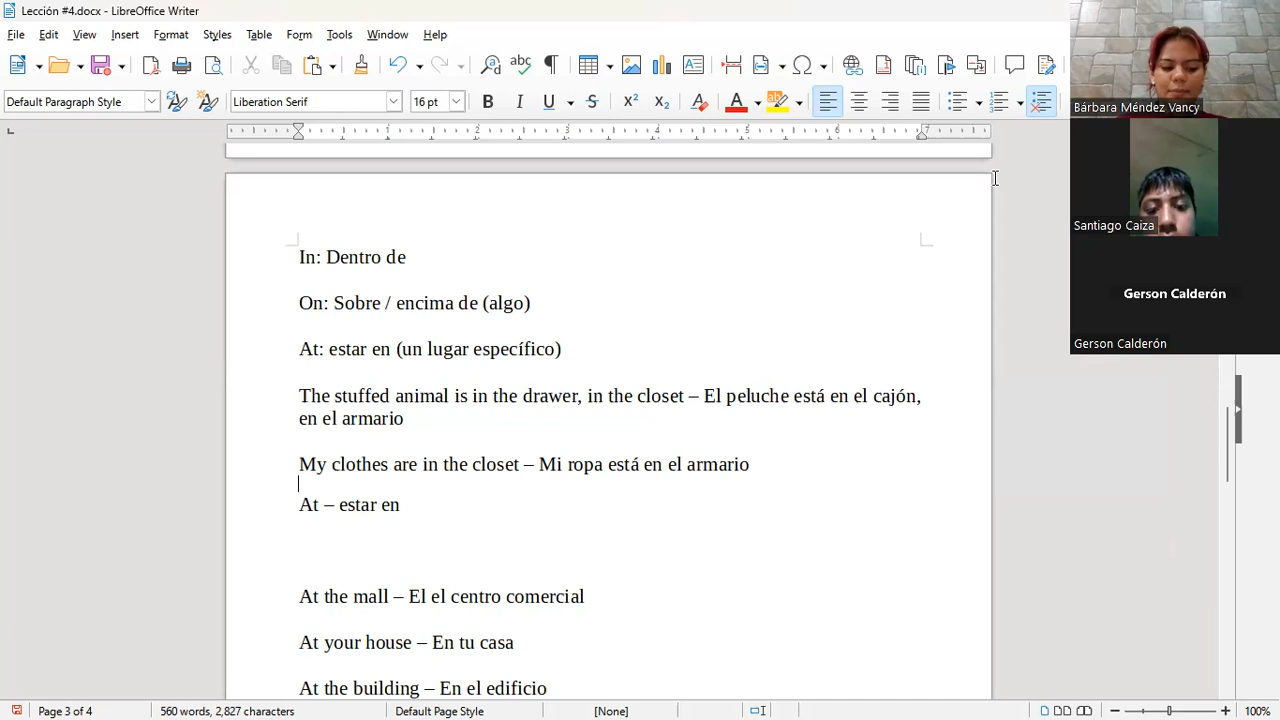 Lección #4.docx - LibreOffice Writer
File Edit View Insert Format Styles Table Form Tools Window Help
Default Paragraph Style Liberation Serif 16 pt
In: Dentro de
On: Sobre / encima de (algo)
At: estar en (un lugar específico)
The stuffed animal is in the drawer, in the closet – El peluche está en el cajón,
en el armario
My clothes are in the closet – Mi ropa está en el armario
At – estar en
At the mall – El el centro comercial
At your house – En tu casa
At the building – En el edificio
Page 3 of 4 560 words, 2,827 characters Default Page Style [None] 100%
Bárbara Méndez Vancy
Santiago Caiza
Gerson Calderón
Gerson Calderón